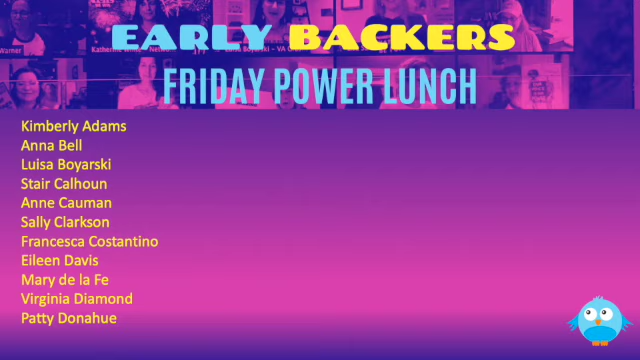 EARLY BACKERS
FRIDAY POWER LUNCH
Kimberly Adams
Anna Bell
Luisa Boyarski
Stair Calhoun
Anne Cauman
Sally Clarkson
Francesca Costantino
Eileen Davis
Mary de la Fe
Virginia Diamond
Patty Donahue